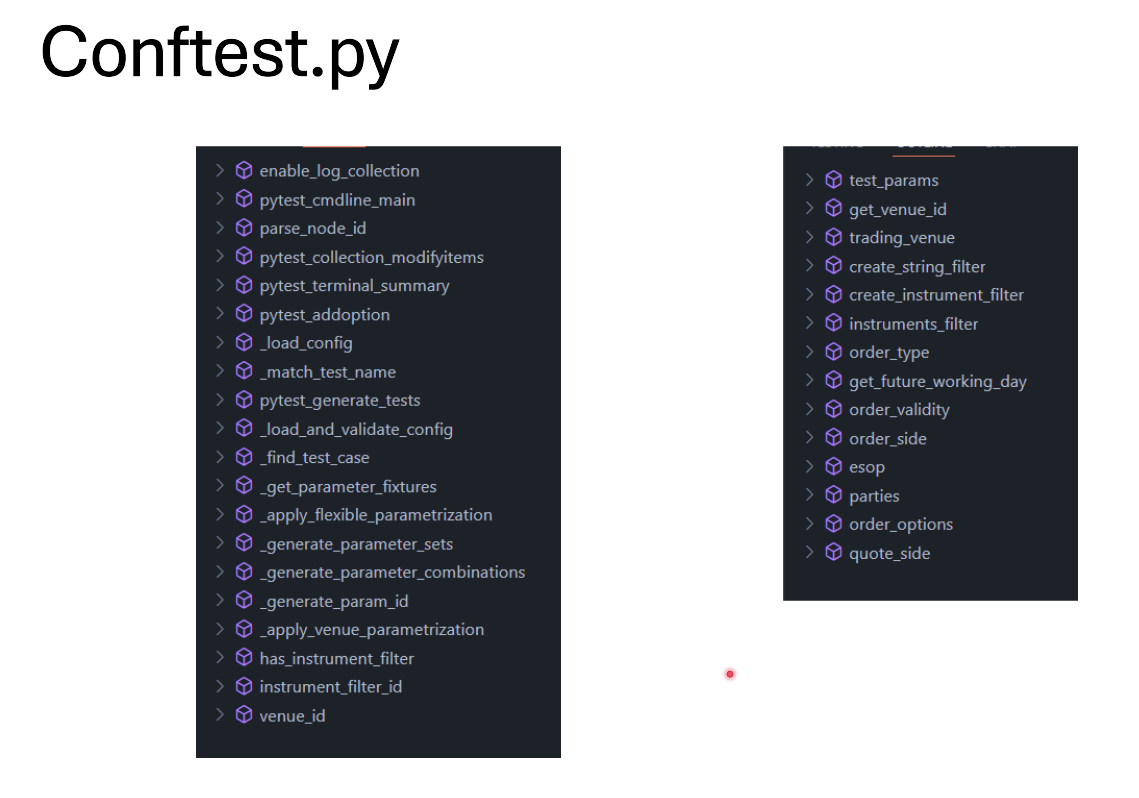 Conftest.py
enable_log_collection
pytest_cmdline_main
parse_node_id
pytest_collection_modifyitems
pytest_terminal_summary
pytest_addoption
_load_config
_match_test_name
pytest_generate_tests
_load_and_validate_config
_find_test_case
_get_parameter_fixtures
_apply_flexible_parametrization
_generate_parameter_sets
_generate_parameter_combinations
_generate_param_id
_apply_venue_parametrization
has_instrument_filter
instrument_filter_id
venue_id
test_params
get_venue_id
trading_venue
create_string_filter
create_instrument_filter
instruments_filter
order_type
get_future_working_day
order_validity
order_side
esop
parties
order_options
quote_side